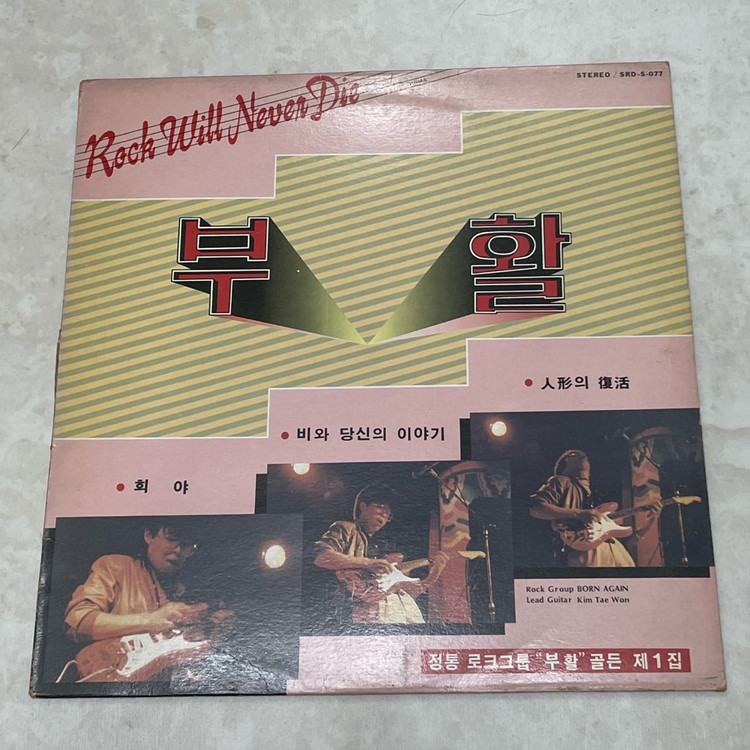 STEREO / SRD-S-077
Rock Will Never Die
부활
人形의 復活
비와 당신의 이야기
희 야
Rock Group BORN AGAIN
Lead Guitar Kim Tae Won
정통 로크그룹 "부활" 골든 제1집